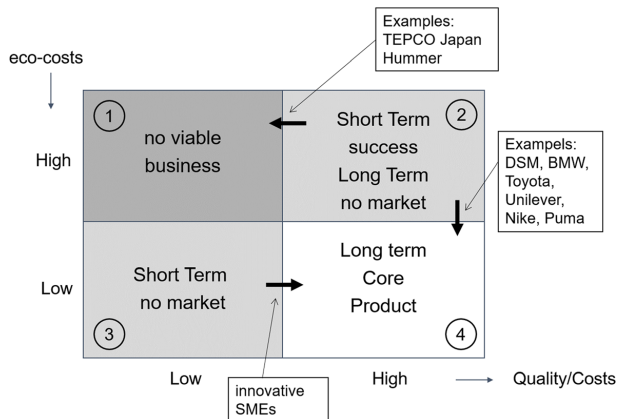 Examples:
TEPCO Japan
Hummer
eco-costs
1
no viable
business
2
Short Term
success
Long Term
no market
Exampels:
DSM, BMW,
Toyota,
Unilever,
Nike, Puma
High
Low
Short Term
no market
3
Long term
Core
Product
4
Low
High
Quality/Costs
innovative
SMEs